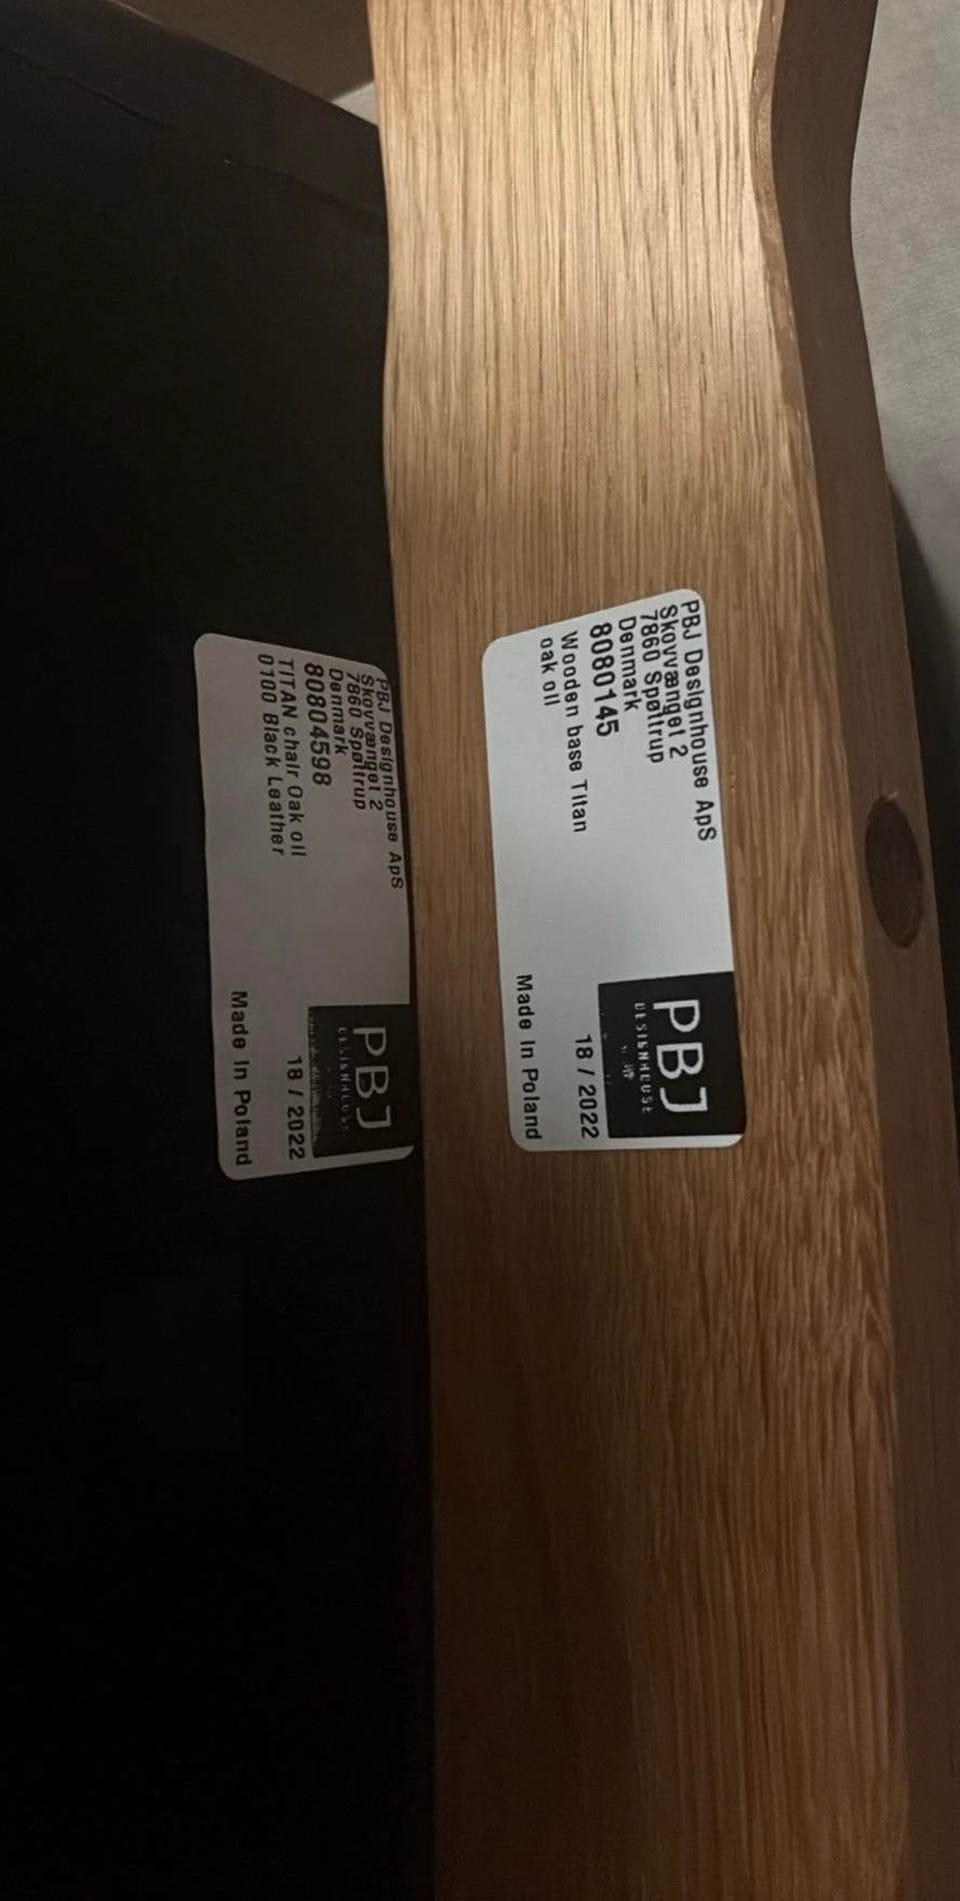 PBJ Designhouse ApS
Skovvænget 2
7860 Spøttrup
Denmark
8080145
Wooden base Titan
oak oil
PBJ
DESIGNHOUSE
18 / 2022
Made in Poland
PBJ Designhouse ApS
Skovvænget 2
7860 Spøttrup
Denmark
80804598
TITAN chair Oak oil
0100 Black Leather
PBJ
DESIGNHOUSE
18 / 2022
Made in Poland